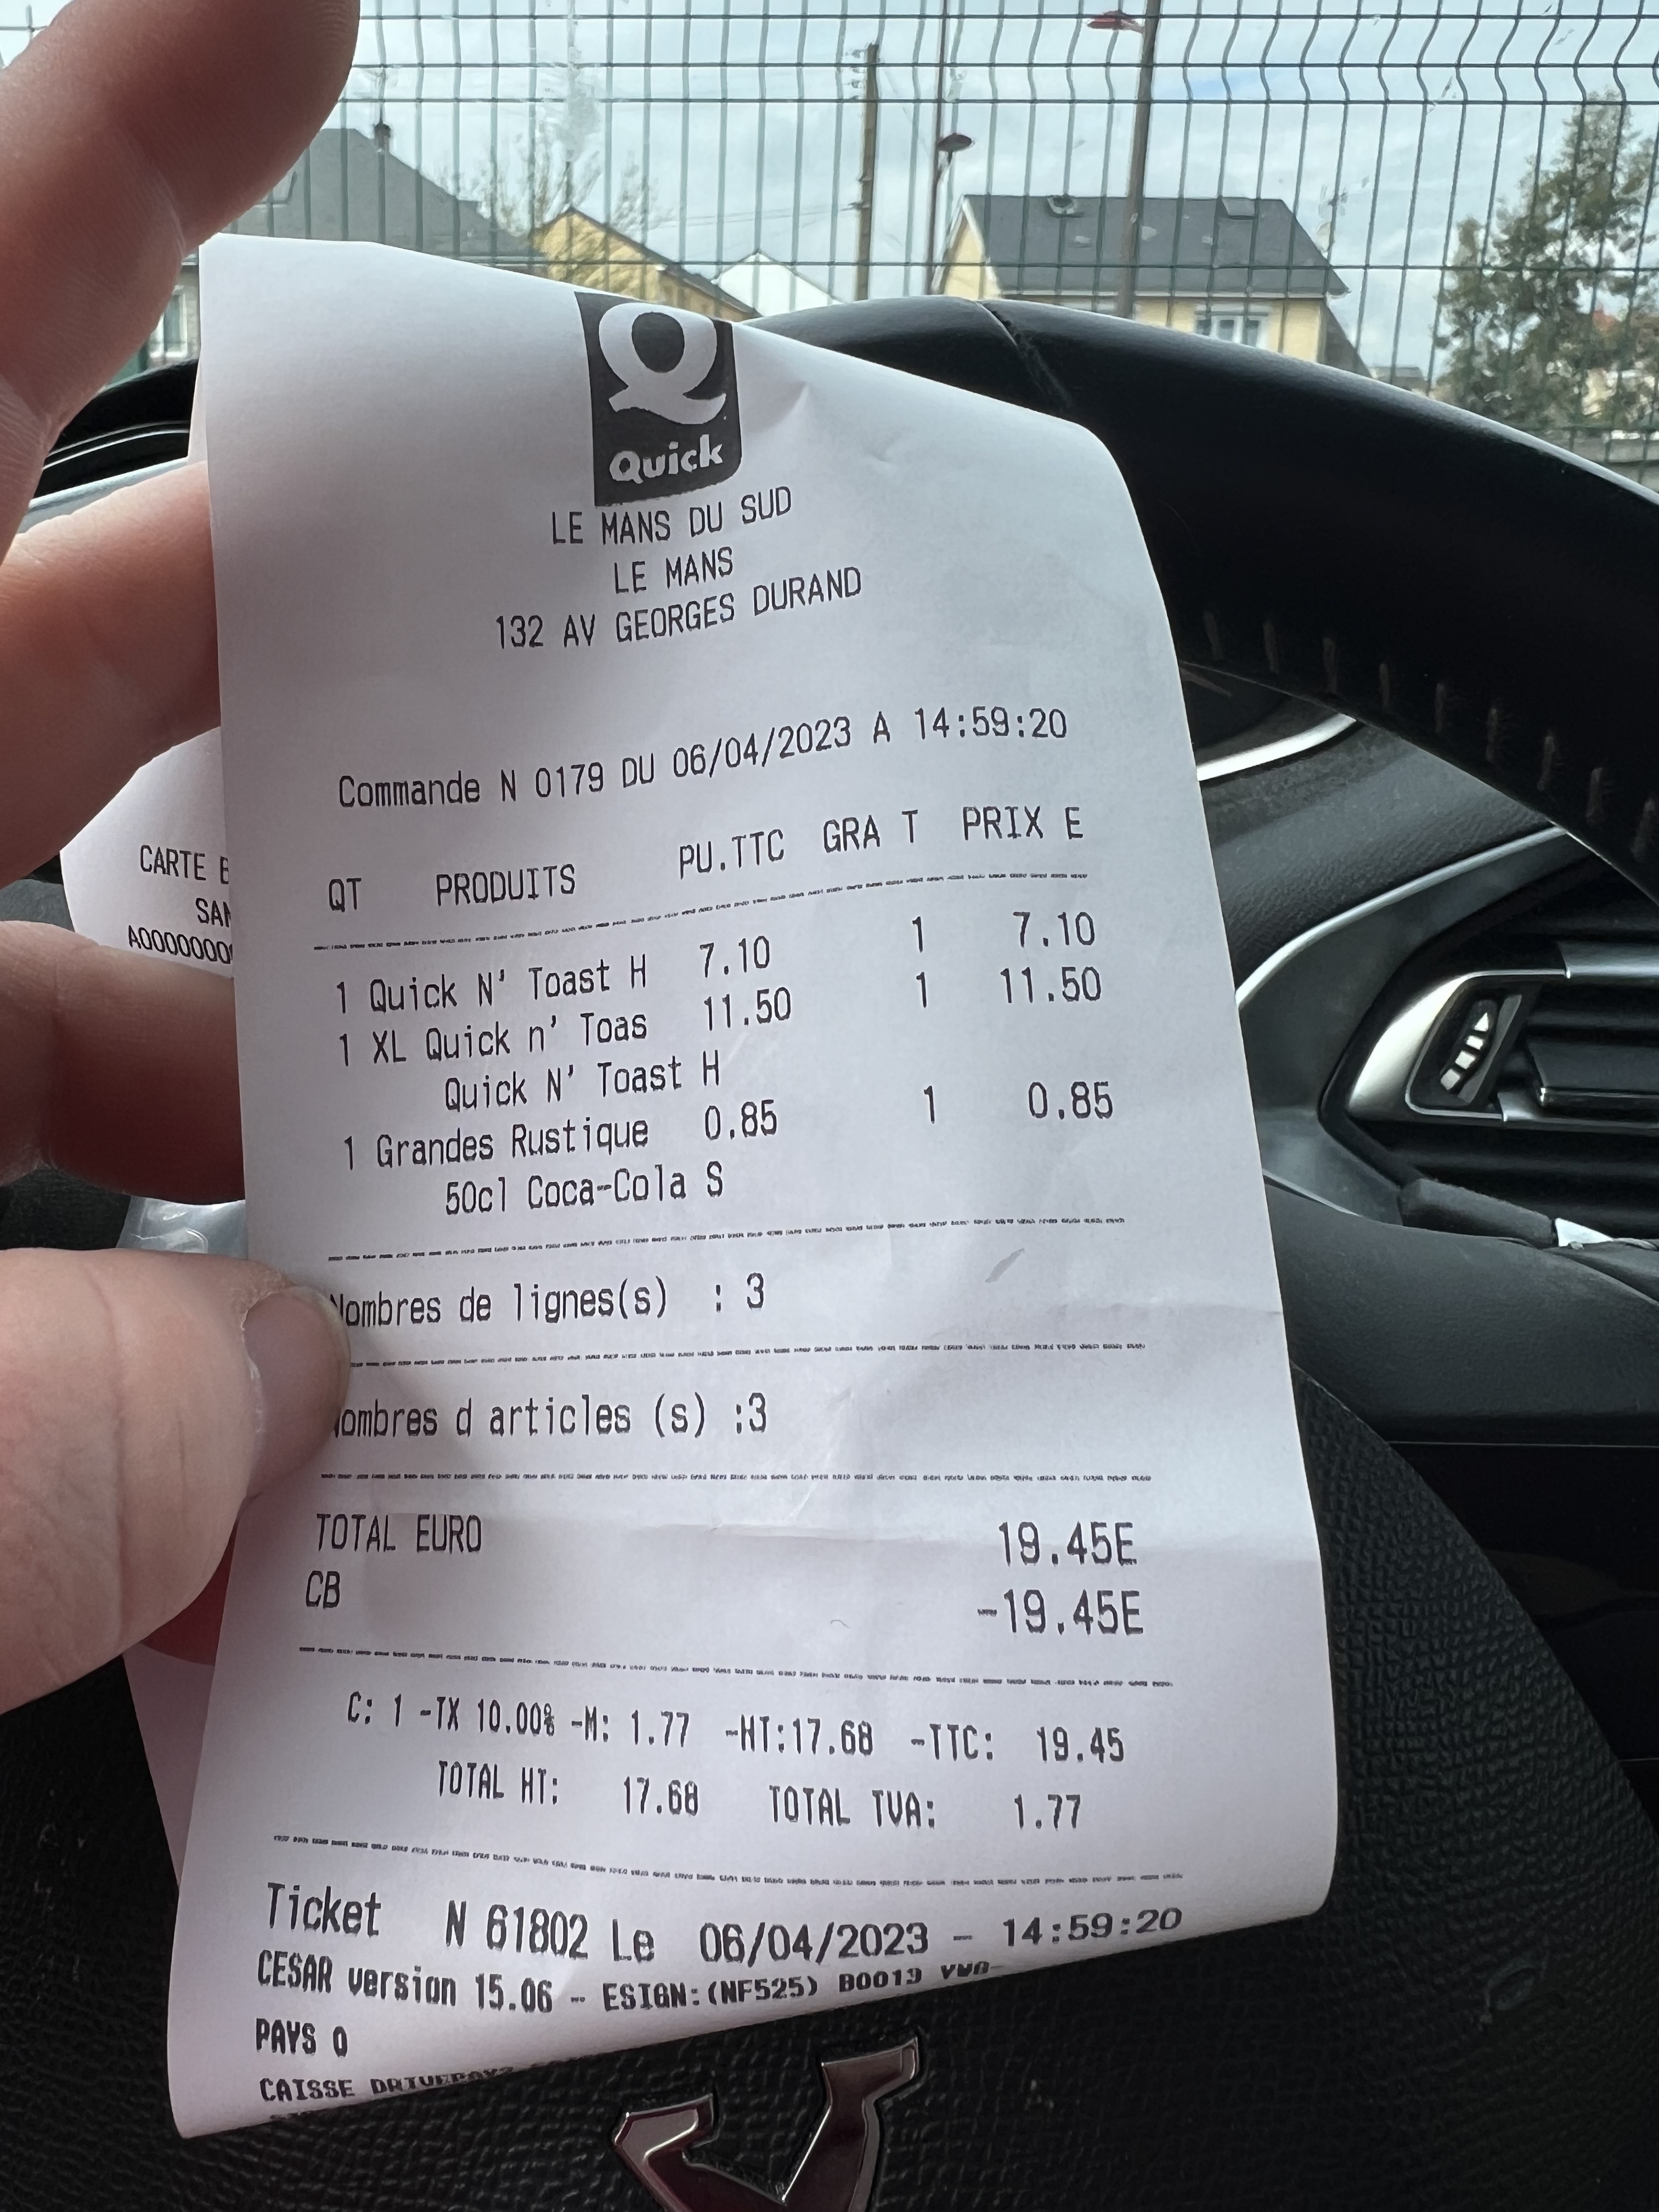 Q
Quick
LE MANS DU SUD
LE MANS
132 AV GEORGES DURAND
Commande N 0179 DU 06/04/2023 A 14:59:20
QT PRODUITS PU.TTC GRA T PRIX E
1 Quick N' Toast H 7.10 1 7.10
1 XL Quick n' Toas 11.50 1 11.50
Quick N' Toast H
1 Grandes Rustique 0.85 1 0.85
50cl Coca-Cola S
Nombres de lignes(s) : 3
ombres d articles (s) :3
TOTAL EURO 19.45E
CB -19.45E
C: 1 -TX 10.00% -M: 1.77 -HT:17.68 -TTC: 19.45
TOTAL HT: 17.68 TOTAL TVA: 1.77
Ticket N 61802 Le 06/04/2023 - 14:59:20
CESAR version 15.06 - ESIGN:(NF525) B0019
PAYS 0
CAISSE
CARTE B
SAN
A0000000